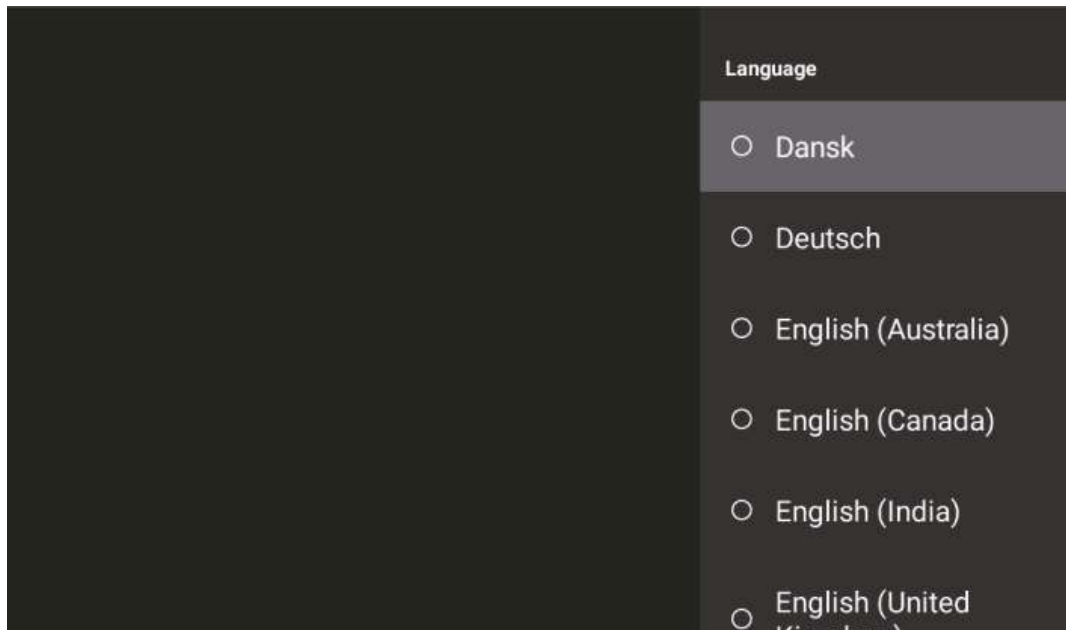 Language
Dansk
Deutsch
English (Australia)
English (Canada)
English (India)
English (United